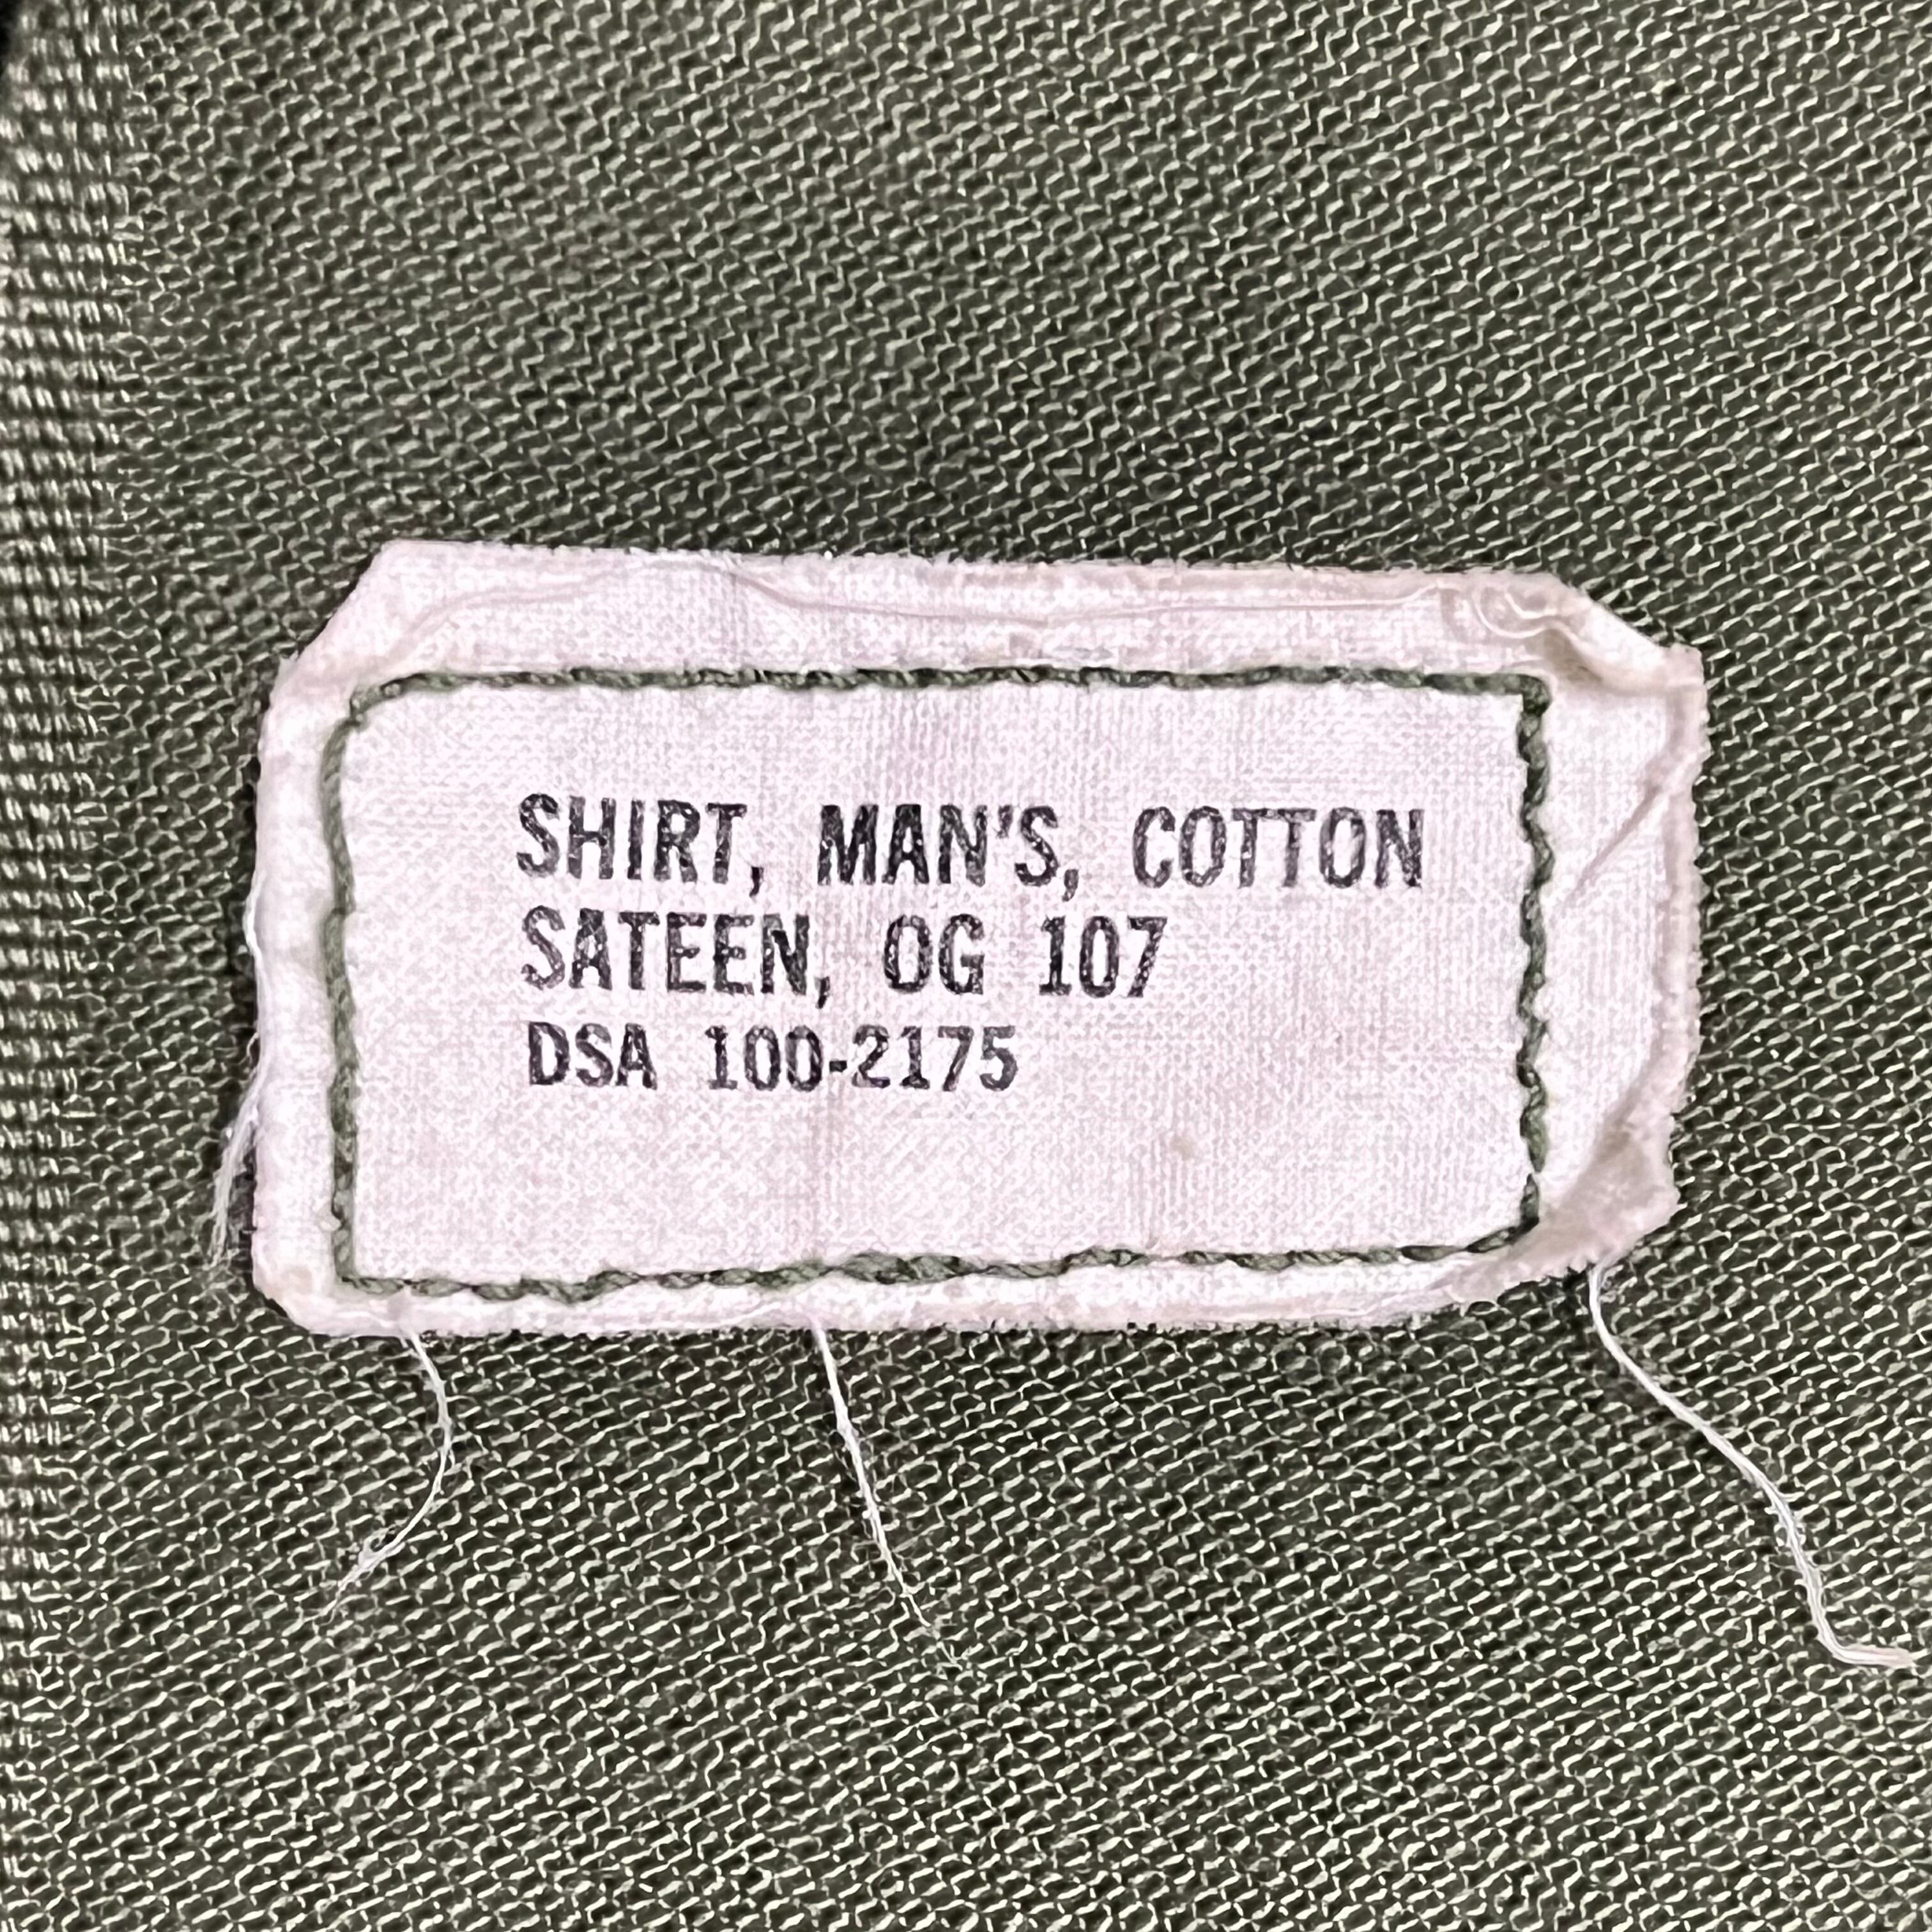 SHIRT, MAN'S, COTTON
SATEEN, OG 107
DSA 100-2175